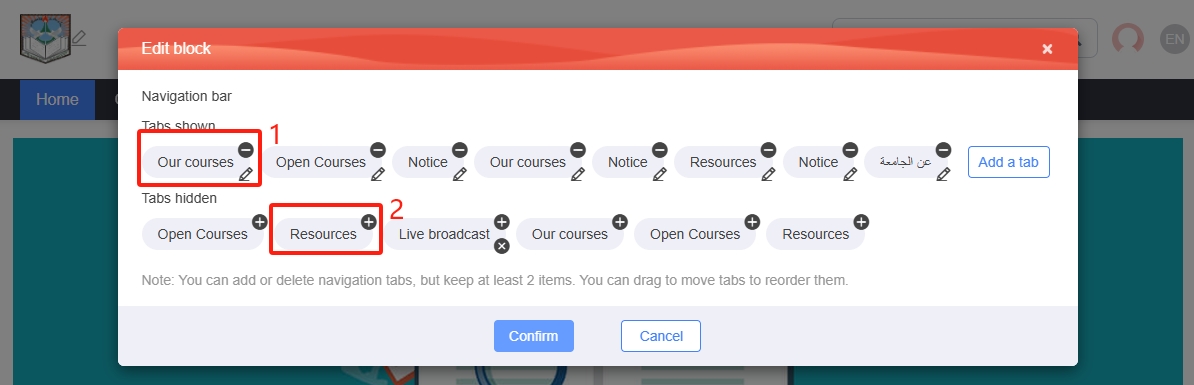 Edit block
EN
Home
Navigation bar
Tabs shown
1
Our courses Open Courses Notice Our courses Notice Resources Notice عن الجامعة Add a tab
Tabs hidden
2
Open Courses Resources Live broadcast Our courses Open Courses Resources
Note: You can add or delete navigation tabs, but keep at least 2 items. You can drag to move tabs to reorder them.
Confirm Cancel